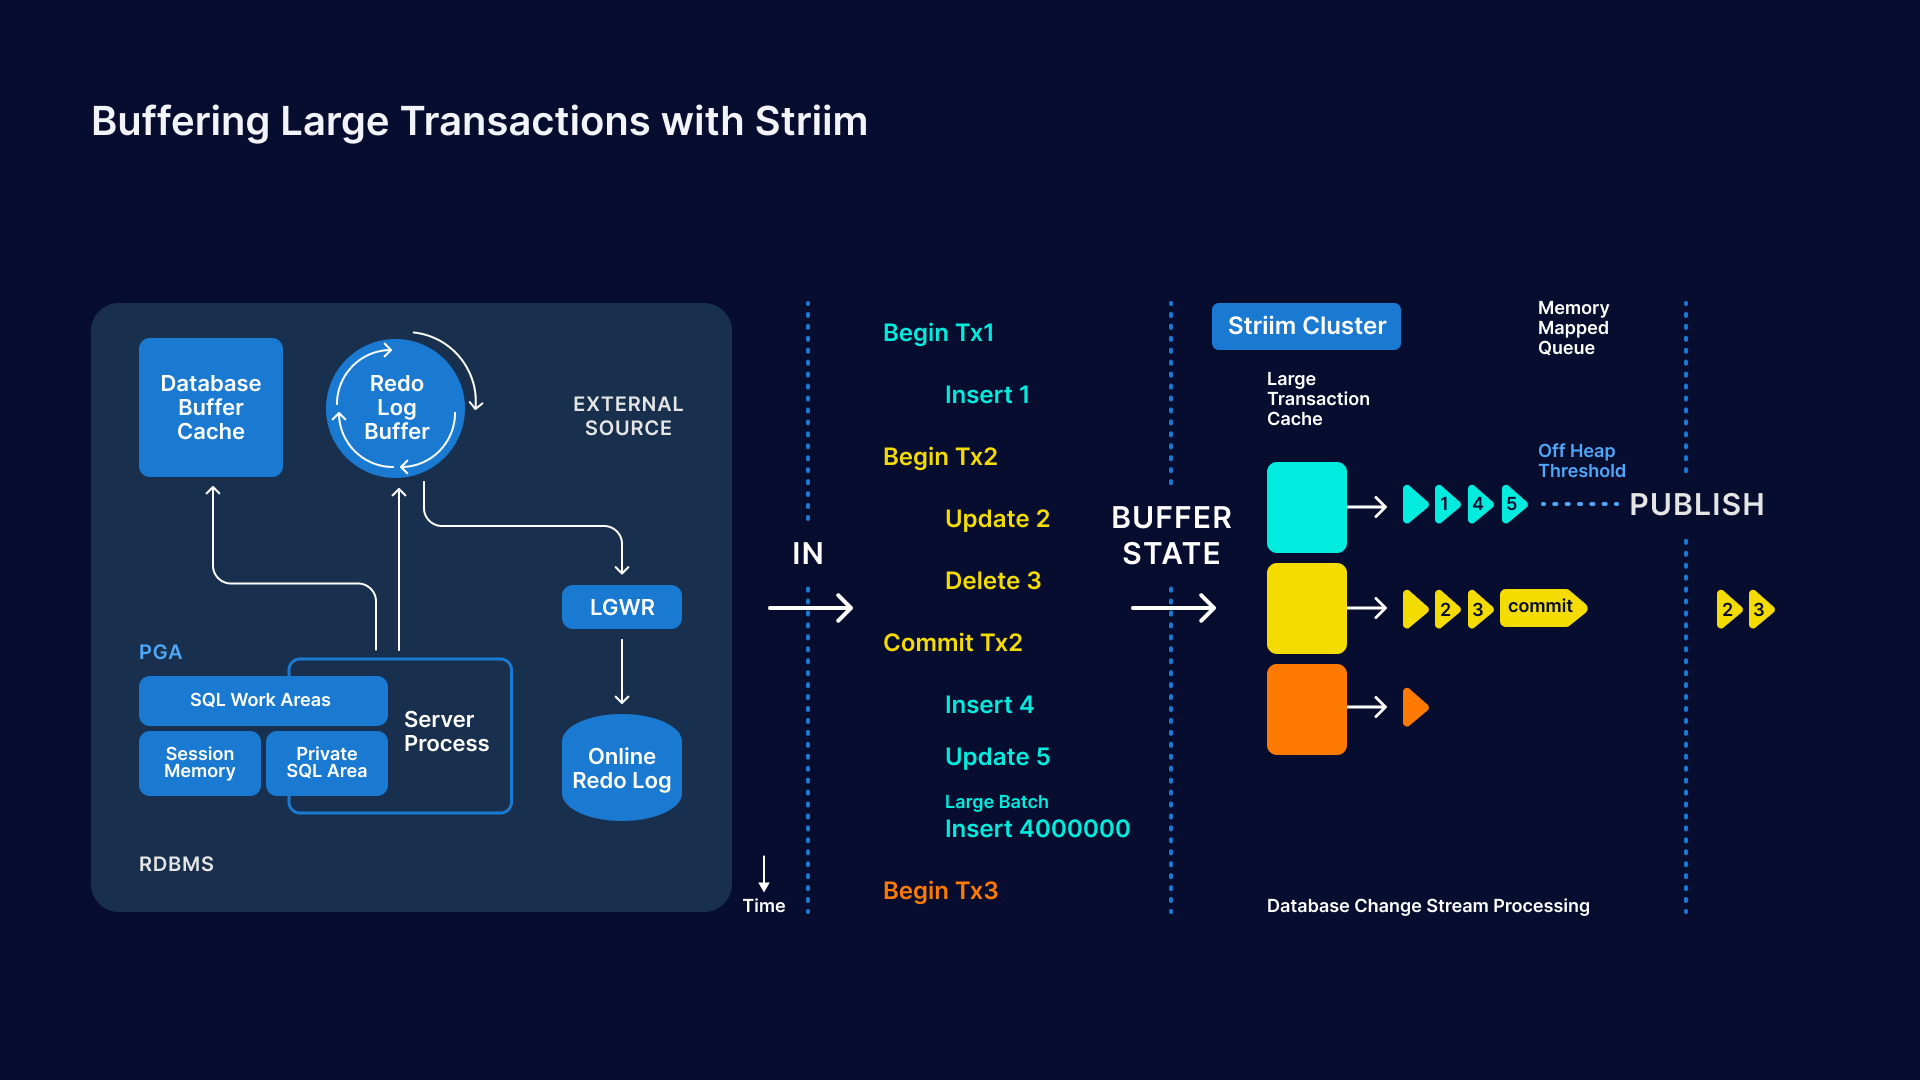 Buffering Large Transactions with Striim
Database
Buffer
Cache
Redo
Log
Buffer
EXTERNAL
SOURCE
LGWR
PGA
SQL Work Areas
Session
Memory
Private
SQL Area
Server
Process
Online
Redo Log
RDBMS
Time
IN
Begin Tx1
Insert 1
Begin Tx2
Update 2
Delete 3
Commit Tx2
Insert 4
Update 5
Large Batch
Insert 4000000
Begin Tx3
BUFFER
STATE
Striim Cluster
Large
Transaction
Cache
Memory
Mapped
Queue
Off Heap
Threshold
1 4 5
PUBLISH
2 3 commit
2 3
Database Change Stream Processing